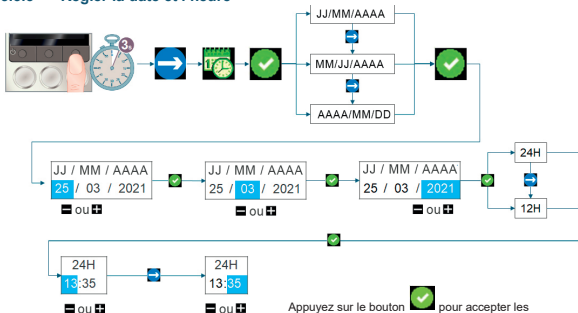 Régler la date et l'heure
3s
JJ/MM/AAAA
MM/JJ/AAAA
AAAA/MM/DD
JJ / MM / AAAA
25 / 03 / 2021
ou
JJ / MM / AAAA
25 / 03 / 2021
ou
JJ / MM / AAAA
25 / 03 / 2021
ou
24H
12H
24H
13:35
ou
24H
13:35
ou
Appuyez sur le bouton pour accepter les